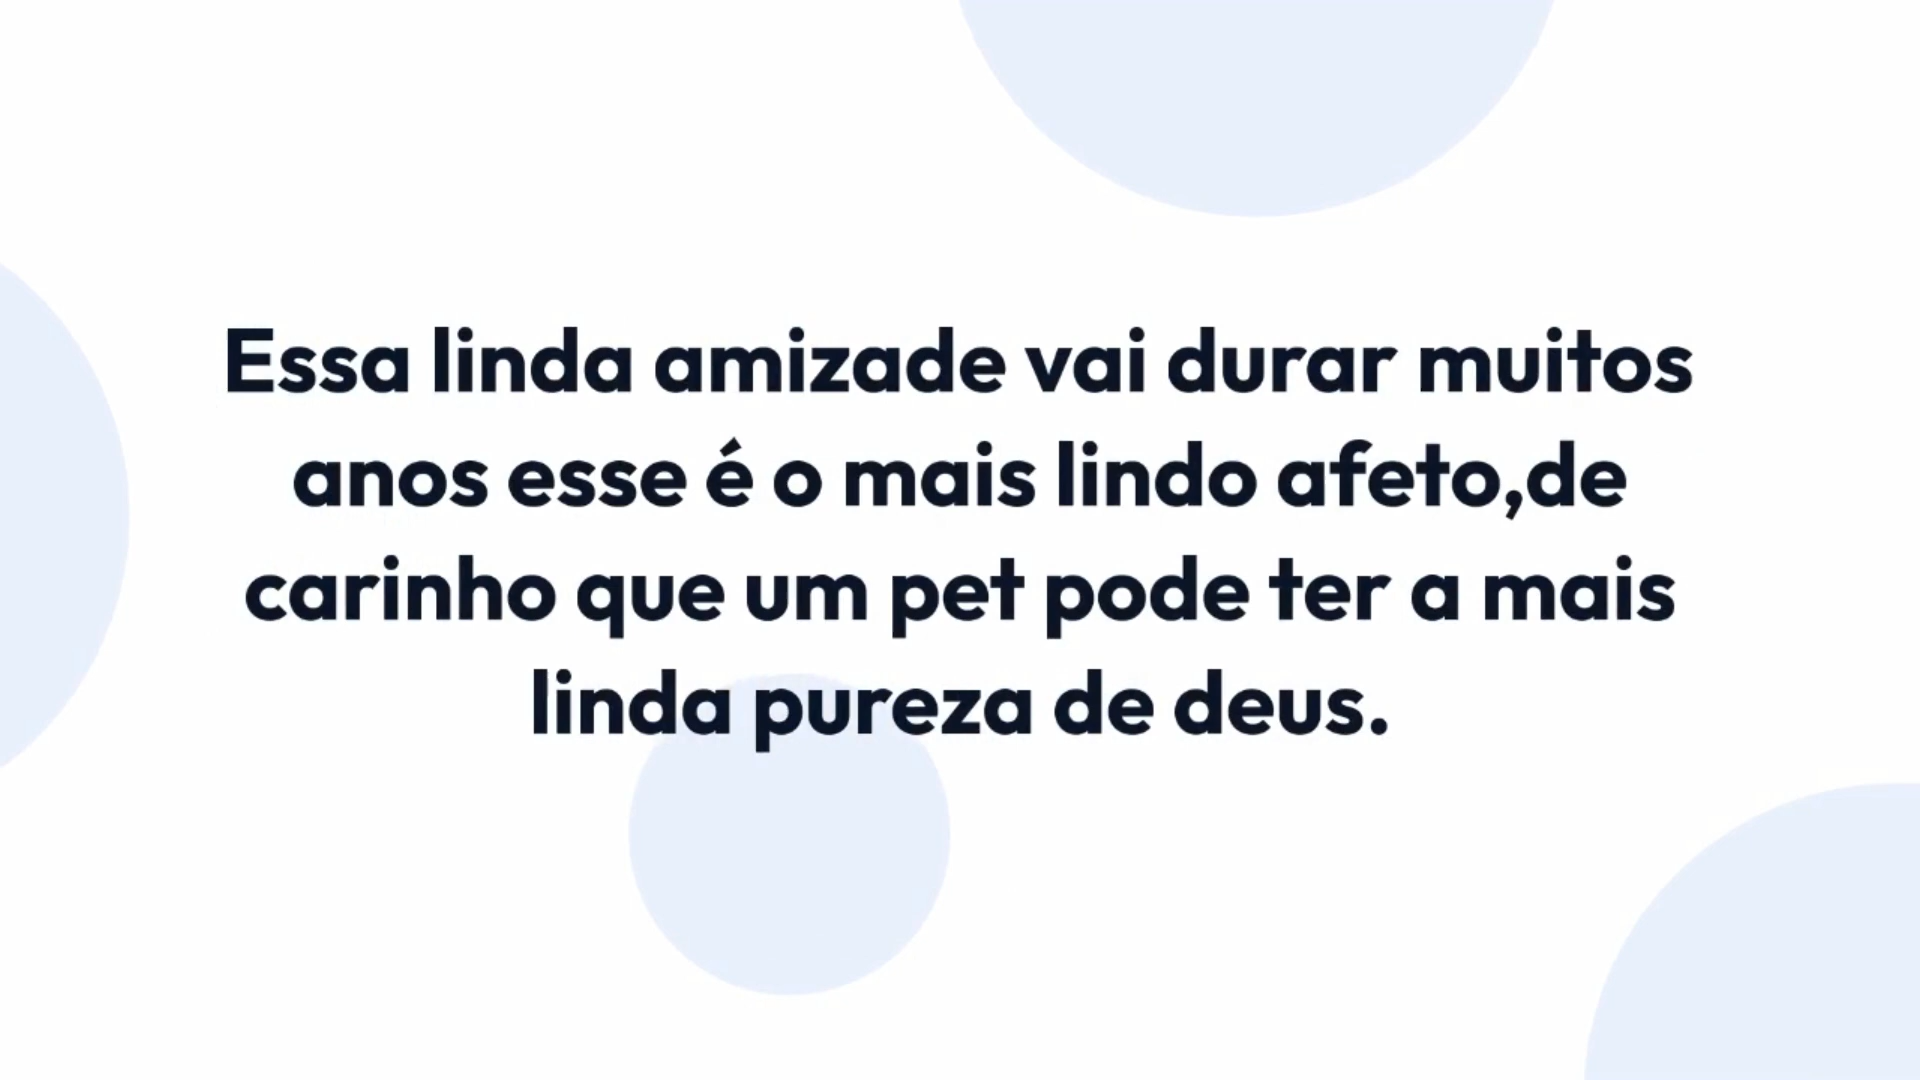 Essa linda amizade vai durar muitos
anos esse é o mais lindo afeto,de
carinho que um pet pode ter a mais
linda pureza de deus.